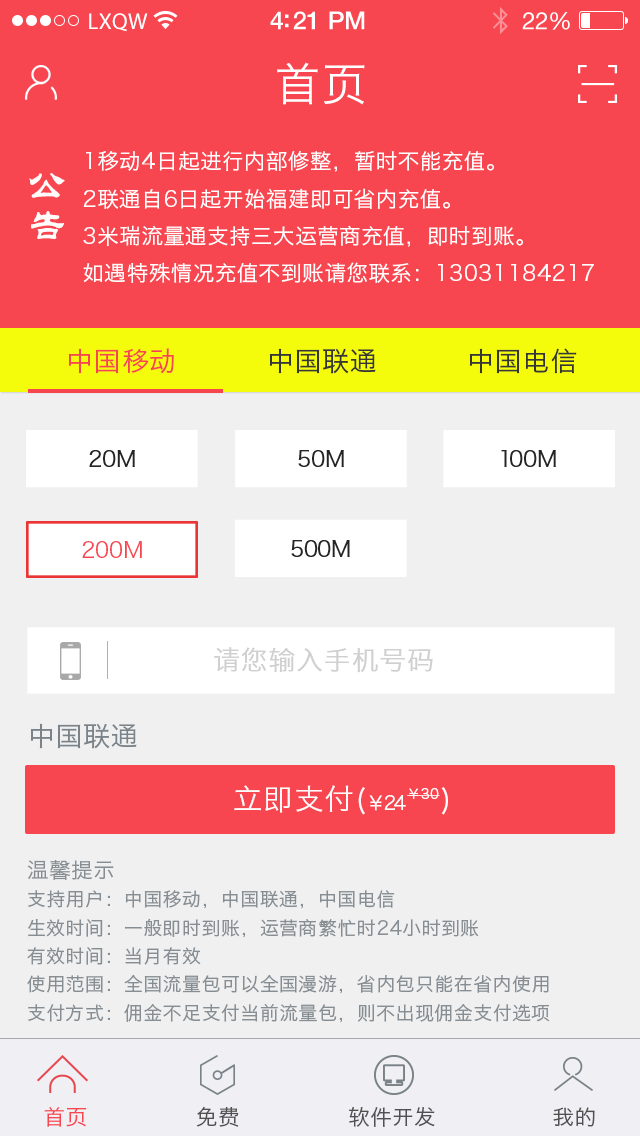 LXQW 4:21 PM 22%
首页
公告
1移动4日起进行内部修整，暂时不能充值。
2联通自6日起开始福建即可省内充值。
3米瑞流量通支持三大运营商充值，即时到账。
如遇特殊情况充值不到账请您联系：13031184217
中国移动 中国联通 中国电信
20M 50M 100M
200M 500M
请您输入手机号码
中国联通
立即支付(¥24¥30)
温馨提示
支持用户：中国移动，中国联通，中国电信
生效时间：一般即时到账，运营商繁忙时24小时到账
有效时间：当月有效
使用范围：全国流量包可以全国漫游，省内包只能在省内使用
支付方式：佣金不足支付当前流量包，则不出现佣金支付选项
首页 免费 软件开发 我的